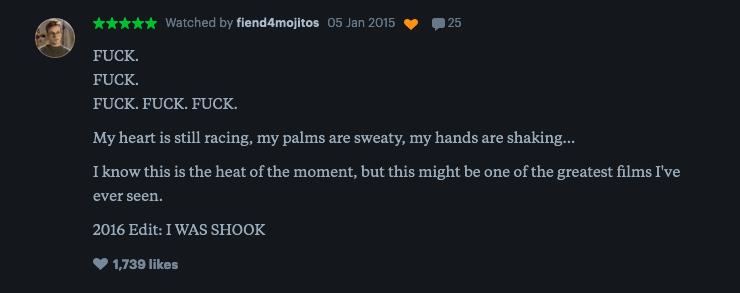 ★★★★★ Watched by fiend4mojitos 05 Jan 2015 25
FUCK.
FUCK.
FUCK. FUCK. FUCK.
My heart is still racing, my palms are sweaty, my hands are shaking...
I know this is the heat of the moment, but this might be one of the greatest films I've
ever seen.
2016 Edit: I WAS SHOOK
1,739 likes